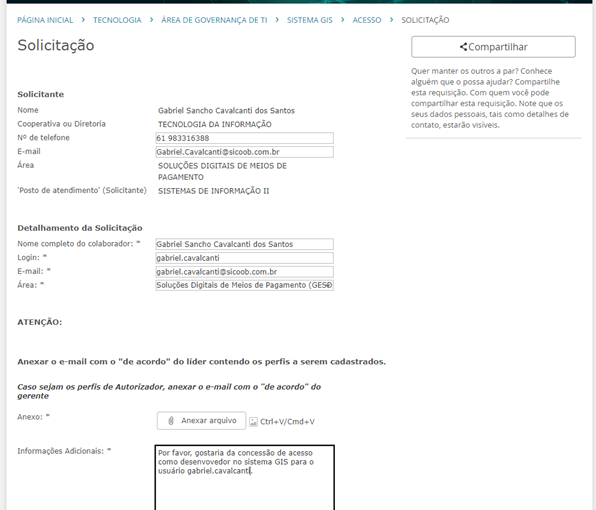 PÁGINA INICIAL > TECNOLOGIA > ÁREA DE GOVERNANÇA DE TI > SISTEMA GIS > ACESSO > SOLICITAÇÃO
Solicitação
Compartilhar
Quer manter os outros a par? Conhece
alguém que o possa ajudar? Compartilhe
esta requisição. Com quem você pode
compartilhar esta requisição. Note que os
seus dados pessoais, tais como detalhes
de contato, estarão visíveis.
Solicitante
Nome Gabriel Sancho Cavalcanti dos Santos
Cooperativa ou Diretoria TECNOLOGIA DA INFORMAÇÃO
Nº de telefone 61 983316388
E-mail Gabriel.Cavalcanti@sicoob.com.br
Área SOLUÇÕES DIGITAIS DE MEIOS DE
PAGAMENTO
'Posto de atendimento' (Solicitante) SISTEMAS DE INFORMAÇÃO II
Detalhamento da Solicitação
Nome completo do colaborador: * Gabriel Sancho Cavalcanti dos Santos
Login: * gabriel.cavalcanti
E-mail: * gabriel.cavalcanti@sicoob.com.br
Área: * Soluções Digitais de Meios de Pagamento (GESD
ATENÇÃO:
Anexar o e-mail com o "de acordo" do líder contendo os perfis a serem cadastrados.
Caso sejam os perfis de Autorizador, anexar o e-mail com o "de acordo" do
gerente
Anexo: * Anexar arquivo Ctrl+V/Cmd+V
Informações Adicionais: * Por favor, gostaria da concessão de acesso
como desenvovedor no sistema GIS para o
usuário gabriel.cavalcanti.